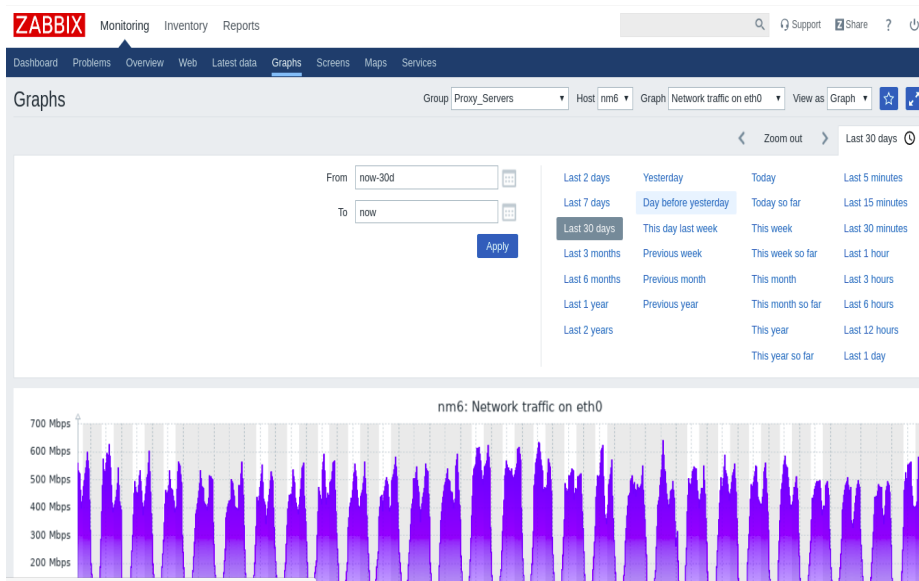 ZABBIX Monitoring Inventory Reports Support Z Share ?
Dashboard Problems Overview Web Latest data Graphs Screens Maps Services
Graphs Group Proxy_Servers Host nm6 Graph Network traffic on eth0 View as Graph
Zoom out Last 30 days
From now-30d
To now
Apply
Last 2 days Yesterday Today Last 5 minutes
Last 7 days Day before yesterday Today so far Last 15 minutes
Last 30 days This day last week This week Last 30 minutes
Last 3 months Previous week This week so far Last 1 hour
Last 6 months Previous month This month Last 3 hours
Last 1 year Previous year This month so far Last 6 hours
Last 2 years This year Last 12 hours
This year so far Last 1 day
nm6: Network traffic on eth0
700 Mbps
600 Mbps
500 Mbps
400 Mbps
300 Mbps
200 Mbps